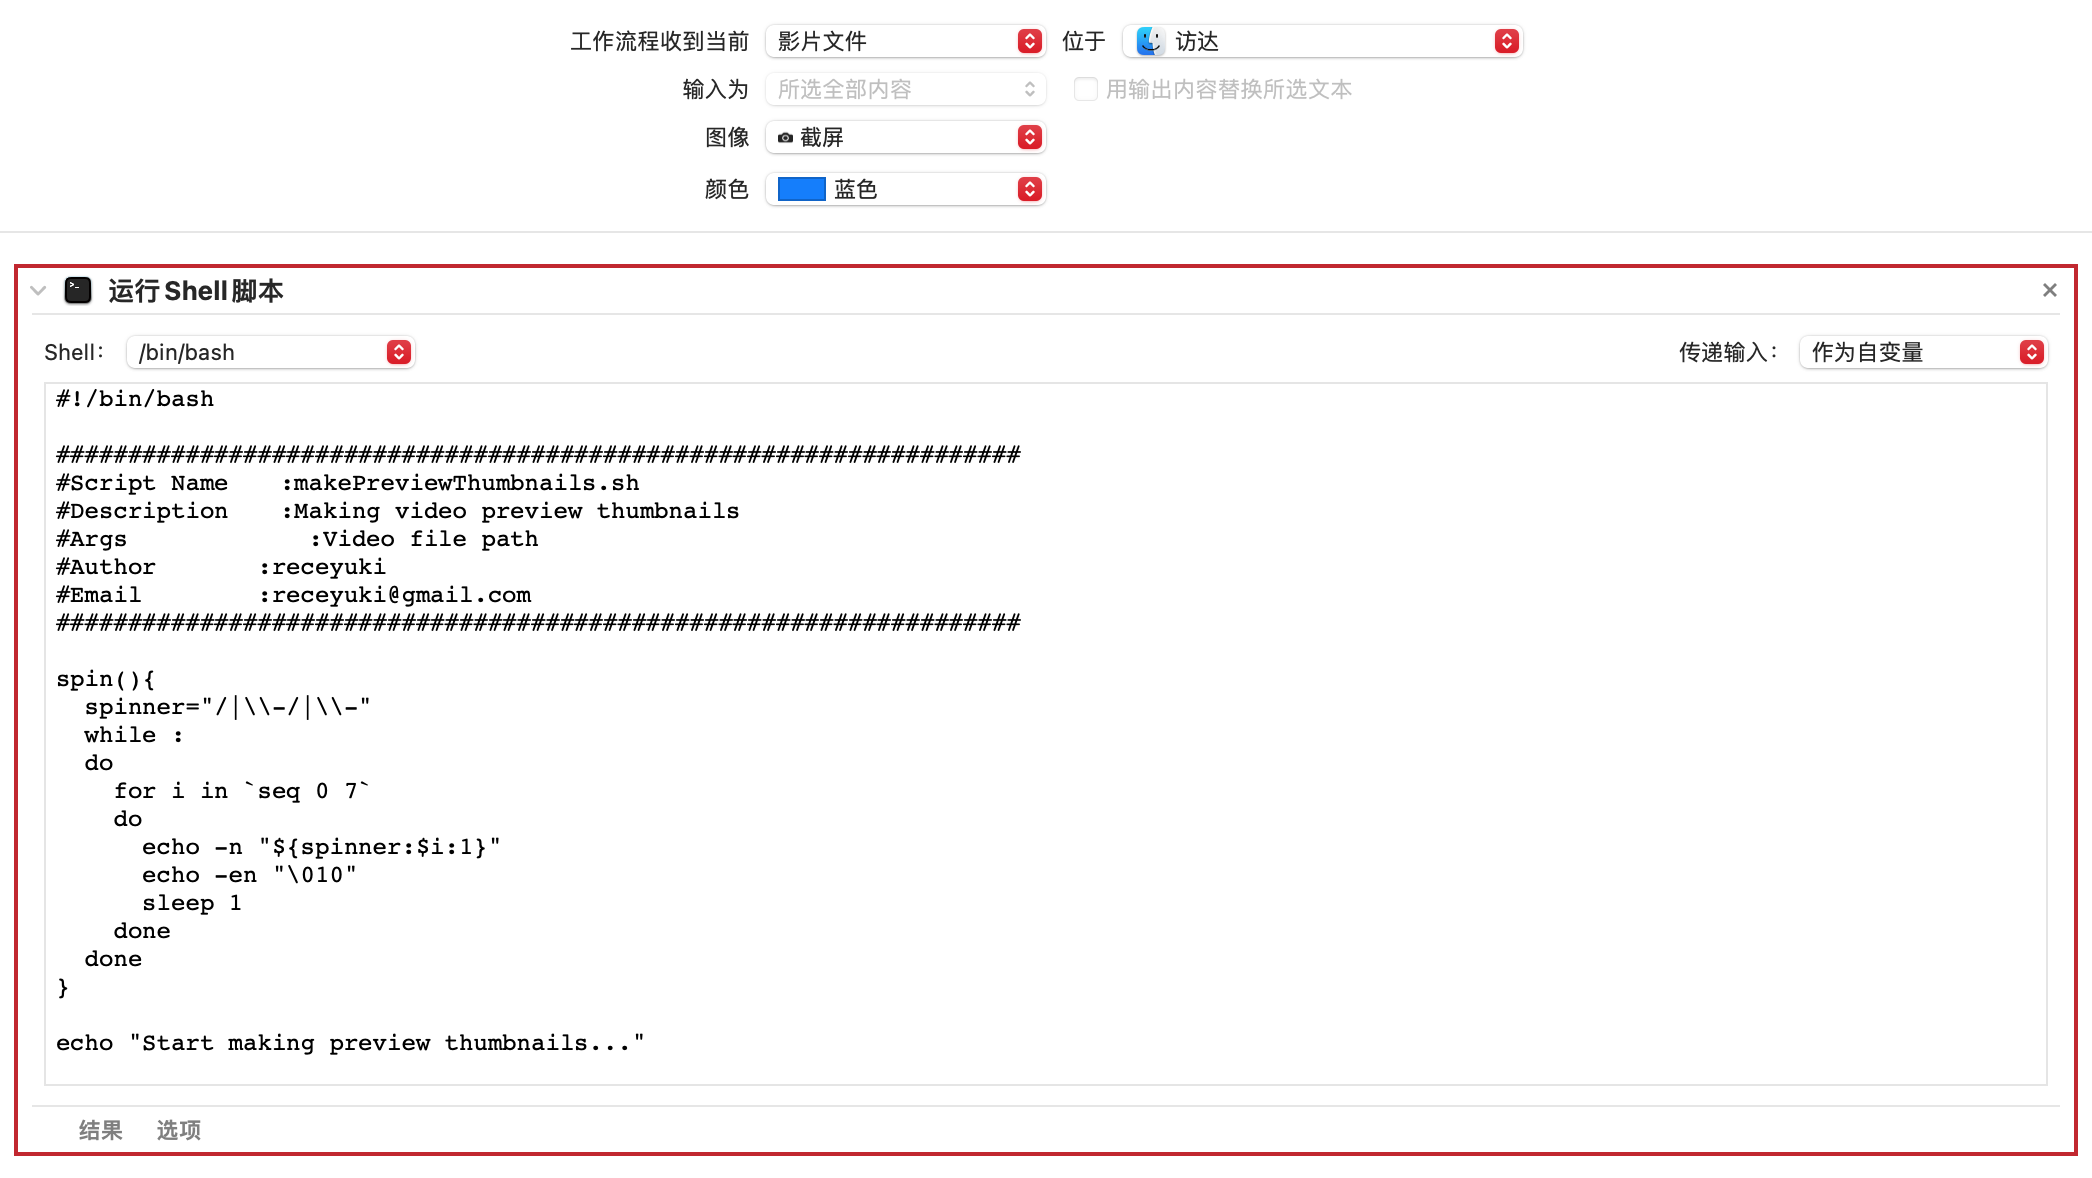 工作流程收到当前 影片文件 位于 访达
输入为 所选全部内容 用输出内容替换所选文本
图像 截屏
颜色 蓝色
运行 Shell 脚本
Shell: /bin/bash 传递输入： 作为自变量
#!/bin/bash
###################################################################
#Script Name    :makePreviewThumbnails.sh
#Description    :Making video preview thumbnails
#Args             :Video file path
#Author       :receyuki
#Email        :receyuki@gmail.com
###################################################################
spin(){
  spinner="/|\\-/|\\-"
  while :
  do
    for i in `seq 0 7`
    do
      echo -n "${spinner:$i:1}"
      echo -en "\010"
      sleep 1
    done
  done
}
echo "Start making preview thumbnails..."
结果 选项